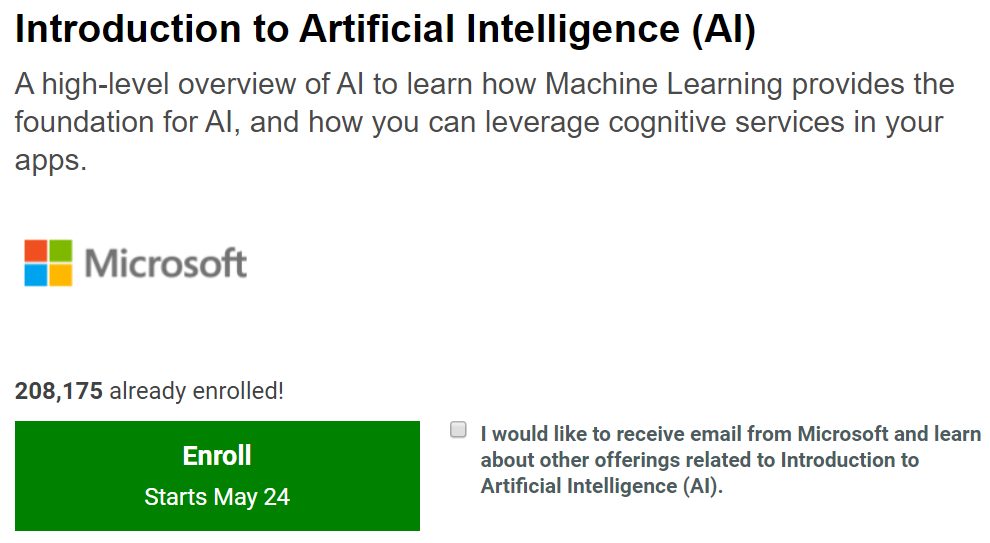 Introduction to Artificial Intelligence (AI)
A high-level overview of AI to learn how Machine Learning provides the
foundation for AI, and how you can leverage cognitive services in your
apps.
Microsoft
208,175 already enrolled!
Enroll
Starts May 24
I would like to receive email from Microsoft and learn
about other offerings related to Introduction to
Artificial Intelligence (AI).